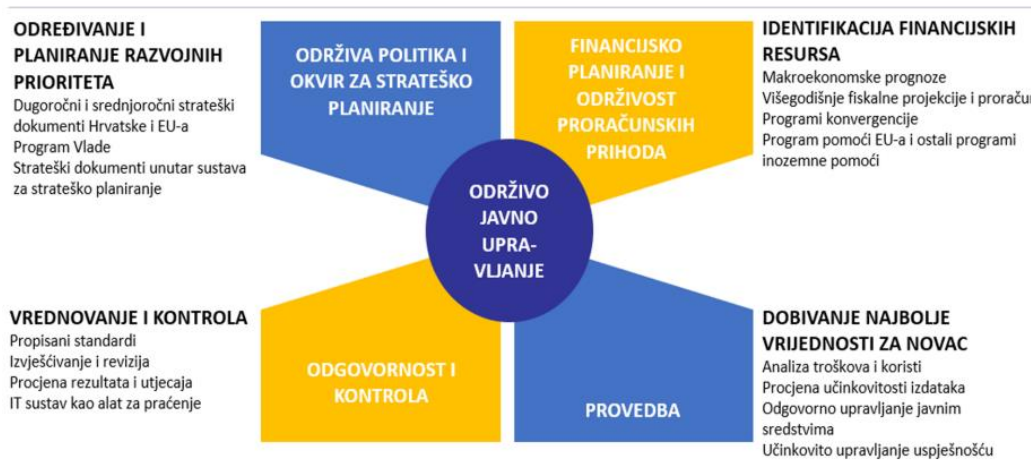 ODREĐIVANJE I
PLANIRANJE RAZVOJNIH
PRIORITETA
Dugoročni i srednjoročni strateški
dokumenti Hrvatske i EU-a
Program Vlade
Strateški dokumenti unutar sustava
za strateško planiranje
ODRŽIVA POLITIKA I
OKVIR ZA STRATEŠKO
PLANIRANJE
FINANCIJSKO
PLANIRANJE I
ODRŽIVOST
PRORAČUNSKIH
PRIHODA
IDENTIFIKACIJA FINANCIJSKIH
RESURSA
Makroekonomske prognoze
Višegodišnje fiskalne projekcije i proraču
Programi konvergencije
Program pomoći EU-a i ostali programi
inozemne pomoći
ODRŽIVO
JAVNO
UPRA-
VLJANJE
VREDNOVANJE I KONTROLA
Propisani standardi
Izvješćivanje i revizija
Procjena rezultata i utjecaja
IT sustav kao alat za praćenje
ODGOVORNOST I
KONTROLA
PROVEDBA
DOBIVANJE NAJBOLJE
VRIJEDNOSTI ZA NOVAC
Analiza troškova i koristi
Procjena učinkovitosti izdataka
Odgovorno upravljanje javnim
sredstvima
Učinkovito upravljanje uspješnošću